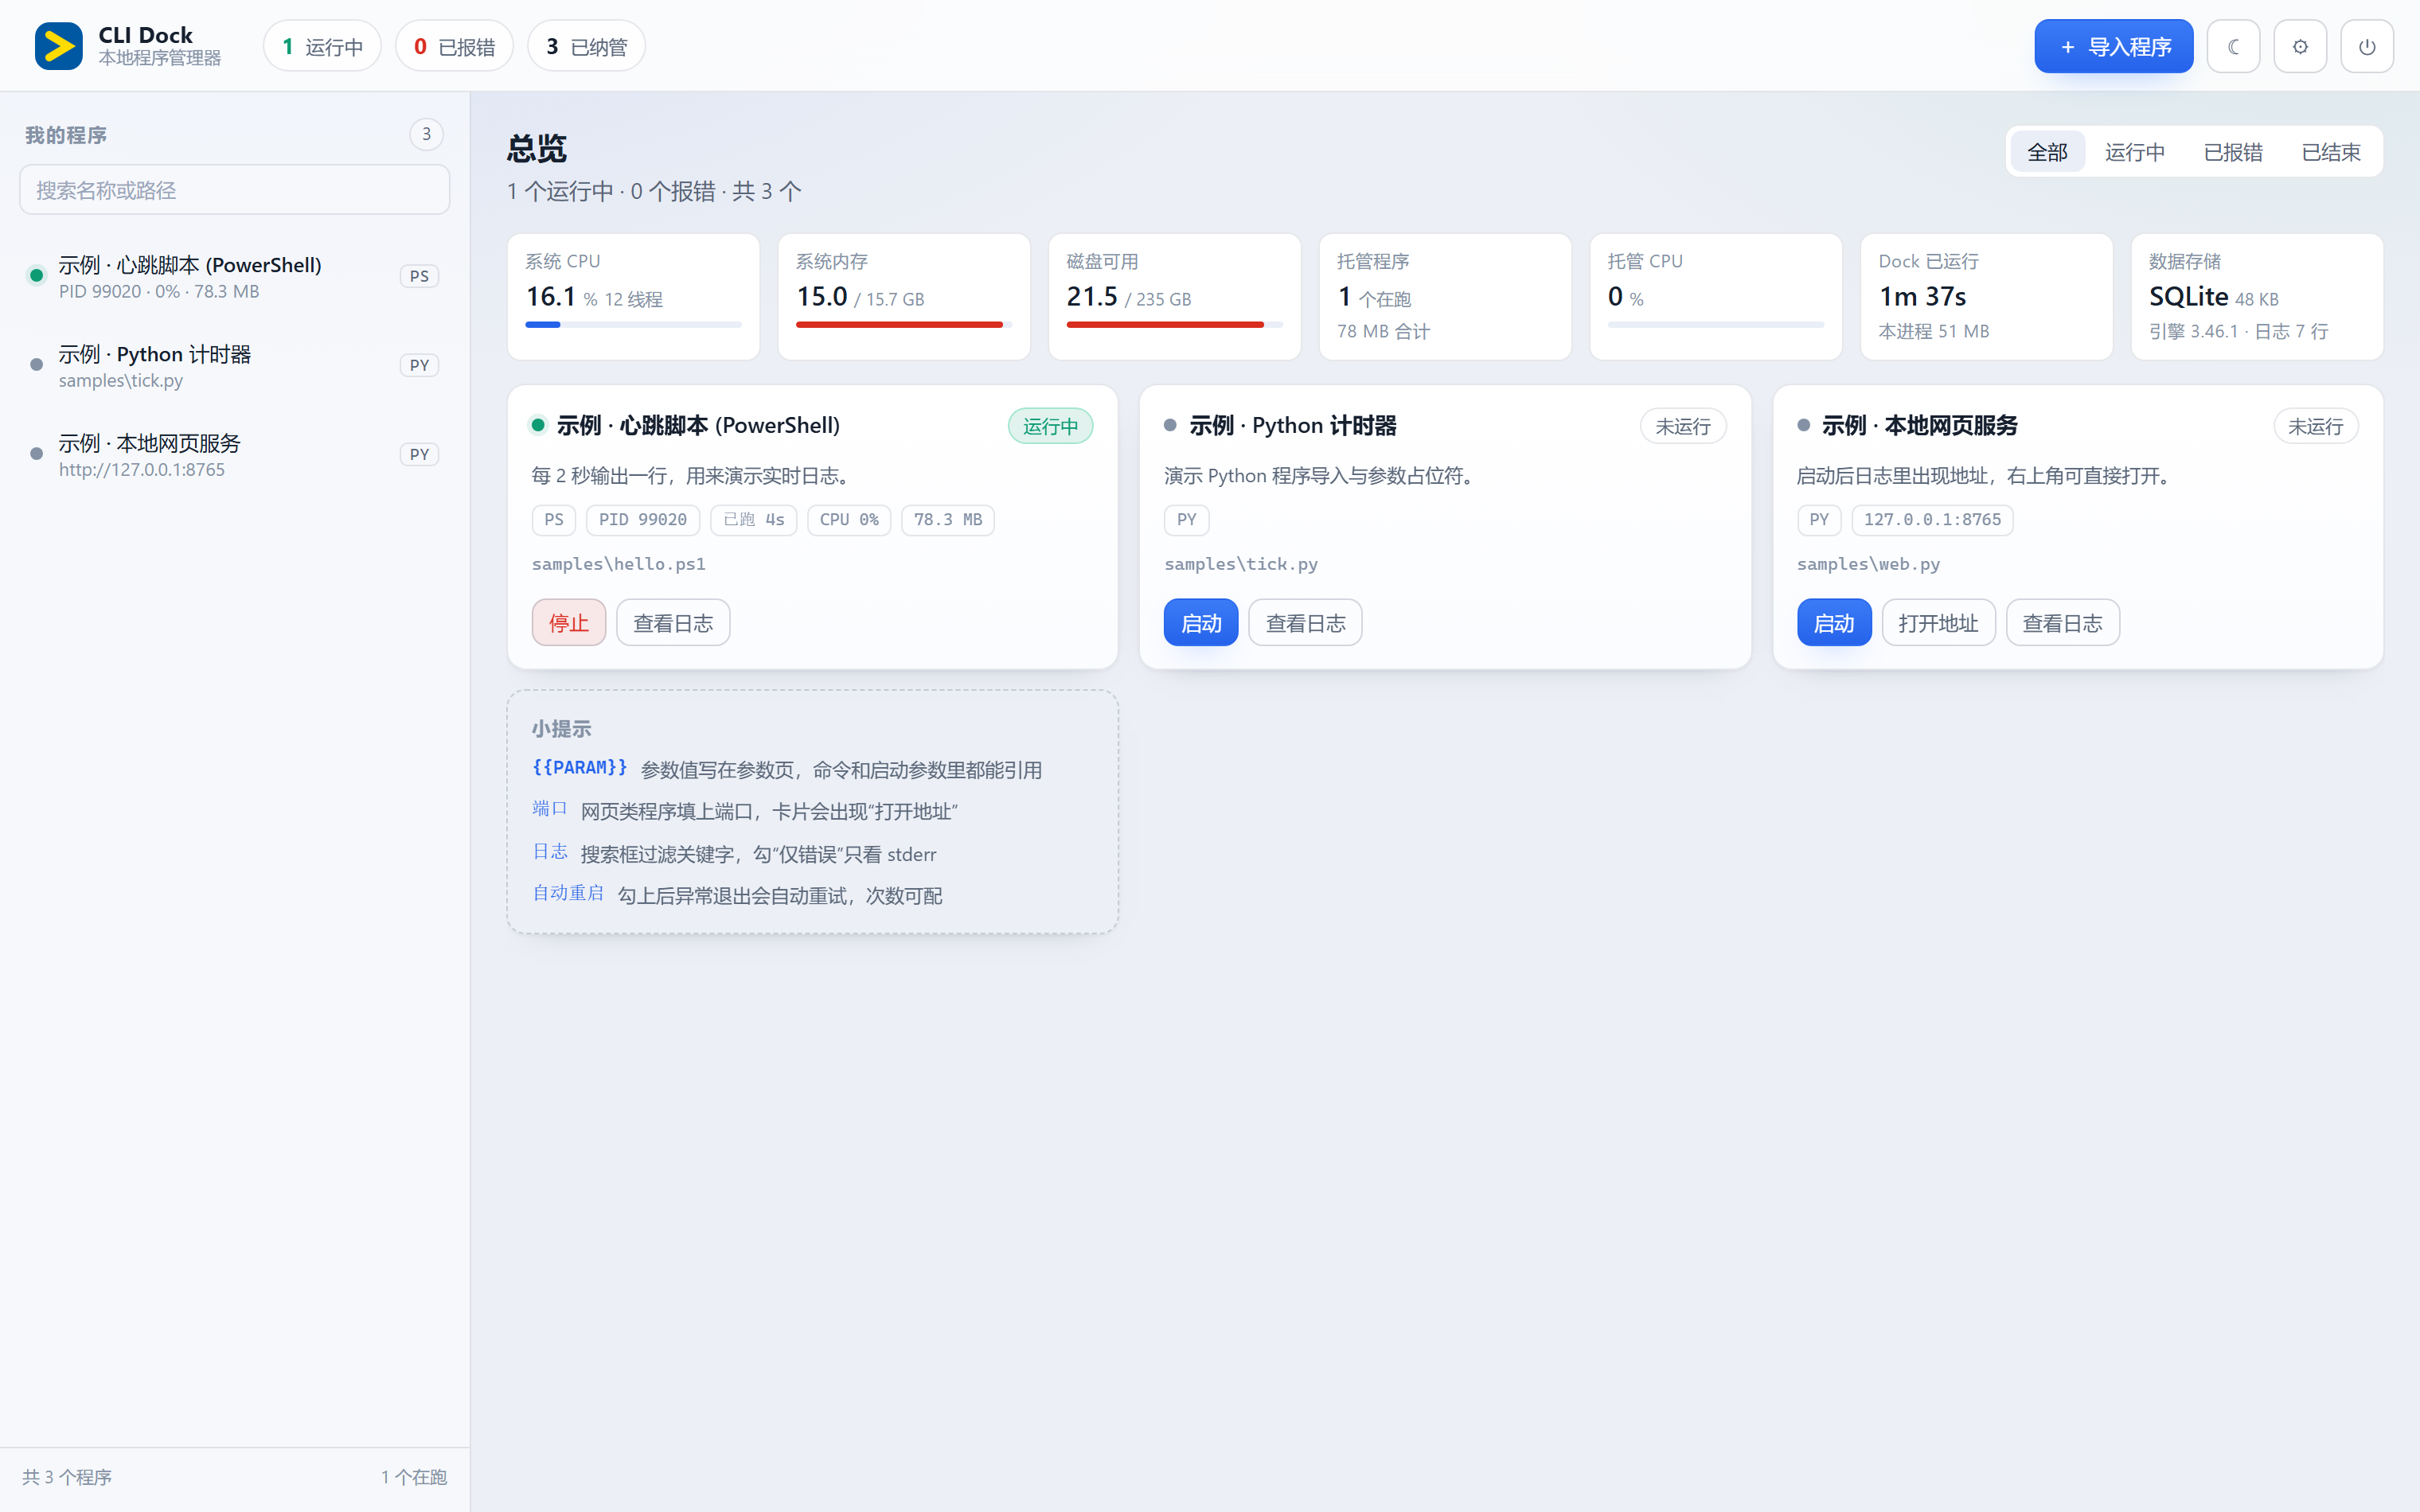 CLI Dock
本地程序管理器
1 运行中
0 已报错
3 已纳管
+ 导入程序
我的程序
3
搜索名称或路径
示例 · 心跳脚本 (PowerShell)
PID 99020 · 0% · 78.3 MB
PS
示例 · Python 计时器
samples\tick.py
PY
示例 · 本地网页服务
http://127.0.0.1:8765
PY
共 3 个程序
1 个在跑
总览
1 个运行中 · 0 个报错 · 共 3 个
全部
运行中
已报错
已结束
系统 CPU
16.1 % 12 线程
系统内存
15.0 / 15.7 GB
磁盘可用
21.5 / 235 GB
托管程序
1 个在跑
78 MB 合计
托管 CPU
0 %
Dock 已运行
1m 37s
本进程 51 MB
数据存储
SQLite 48 KB
引擎 3.46.1 · 日志 7 行
示例 · 心跳脚本 (PowerShell)
运行中
每 2 秒输出一行，用来演示实时日志。
PS
PID 99020
已跑 4s
CPU 0%
78.3 MB
samples\hello.ps1
停止
查看日志
示例 · Python 计时器
未运行
演示 Python 程序导入与参数占位符。
PY
samples\tick.py
启动
查看日志
示例 · 本地网页服务
未运行
启动后日志里出现地址，右上角可直接打开。
PY
127.0.0.1:8765
samples\web.py
启动
打开地址
查看日志
小提示
{{PARAM}} 参数值写在参数页，命令和启动参数里都能引用
端口 网页类程序填上端口，卡片会出现“打开地址”
日志 搜索框过滤关键字，勾“仅错误”只看 stderr
自动重启 勾上后异常退出会自动重试，次数可配